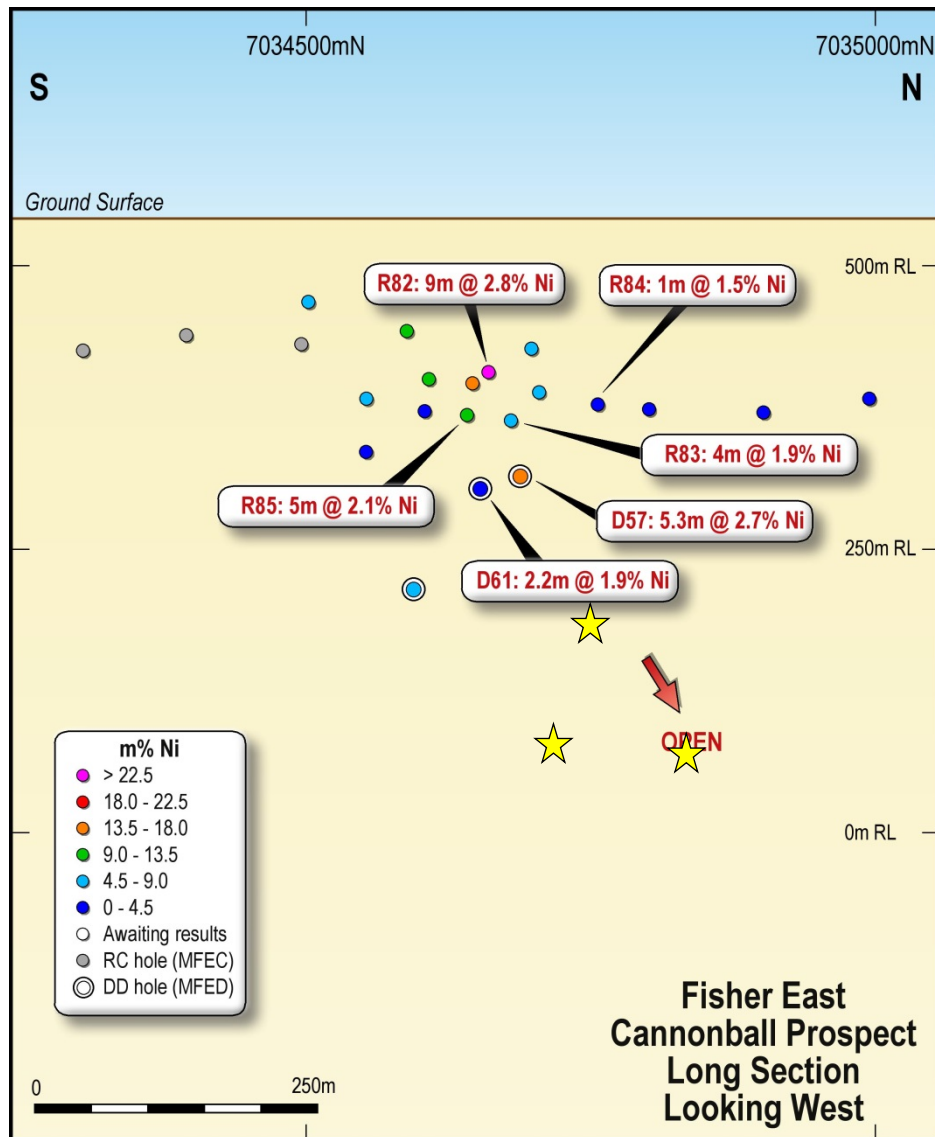 7034500mN
7035000mN
S
N
Ground Surface
R82: 9m @ 2.8% Ni
R84: 1m @ 1.5% Ni
500m RL
R83: 4m @ 1.9% Ni
R85: 5m @ 2.1% Ni
D57: 5.3m @ 2.7% Ni
250m RL
D61: 2.2m @ 1.9% Ni
OPEN
m% Ni
> 22.5
18.0 - 22.5
13.5 - 18.0
9.0 - 13.5
4.5 - 9.0
0 - 4.5
Awaiting results
RC hole (MFEC)
DD hole (MFED)
0m RL
Fisher East
Cannonball Prospect
Long Section
Looking West
0
250m